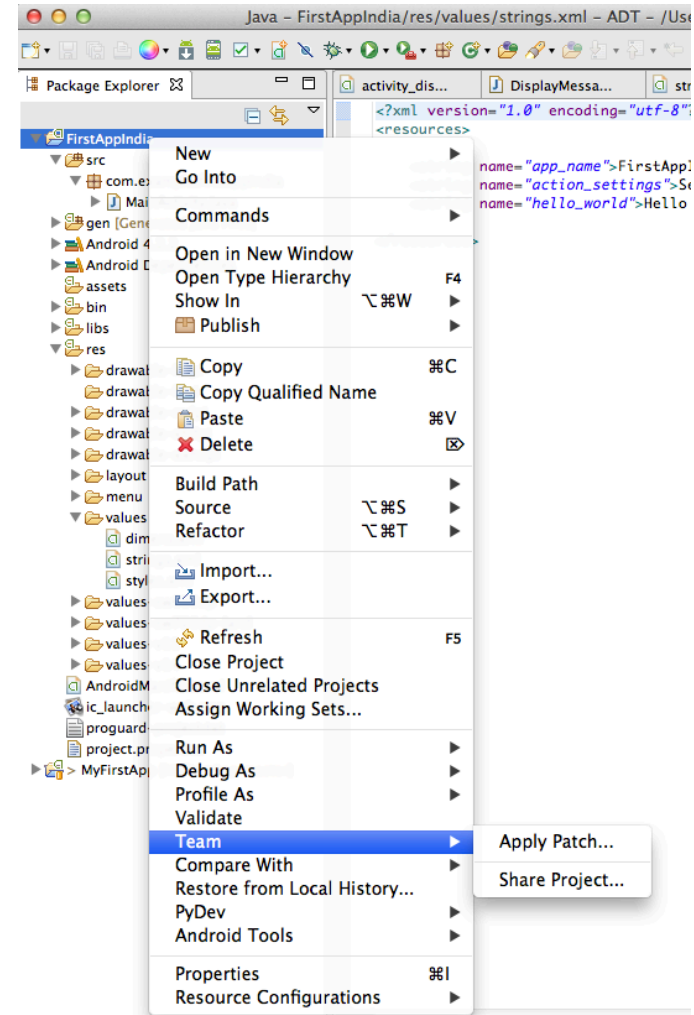 Java – FirstAppIndia/res/values/strings.xml – ADT – /Use
Package Explorer
activity_dis...
DisplayMessa...
str
<?xml version="1.0" encoding="utf-8"?
<resources>
name="app_name">FirstAppI
name="action_settings">Se
name="hello_world">Hello
>
FirstAppIndia
src
com.ex
Mai
gen [Gene
Android 4
Android D
assets
bin
libs
res
drawab
drawab
drawab
drawab
drawab
layout
menu
values
dim
strin
styl
values-
values-
values-
values-
AndroidM
ic_launch
proguard-
project.pr
> MyFirstAp
New
Go Into
Commands
Open in New Window
Open Type Hierarchy F4
Show In ⌥⌘W
Publish
Copy ⌘C
Copy Qualified Name
Paste ⌘V
Delete ⌦
Build Path
Source ⌥⌘S
Refactor ⌥⌘T
Import...
Export...
Refresh F5
Close Project
Close Unrelated Projects
Assign Working Sets...
Run As
Debug As
Profile As
Validate
Team
Apply Patch...
Share Project...
Compare With
Restore from Local History...
PyDev
Android Tools
Properties ⌘I
Resource Configurations